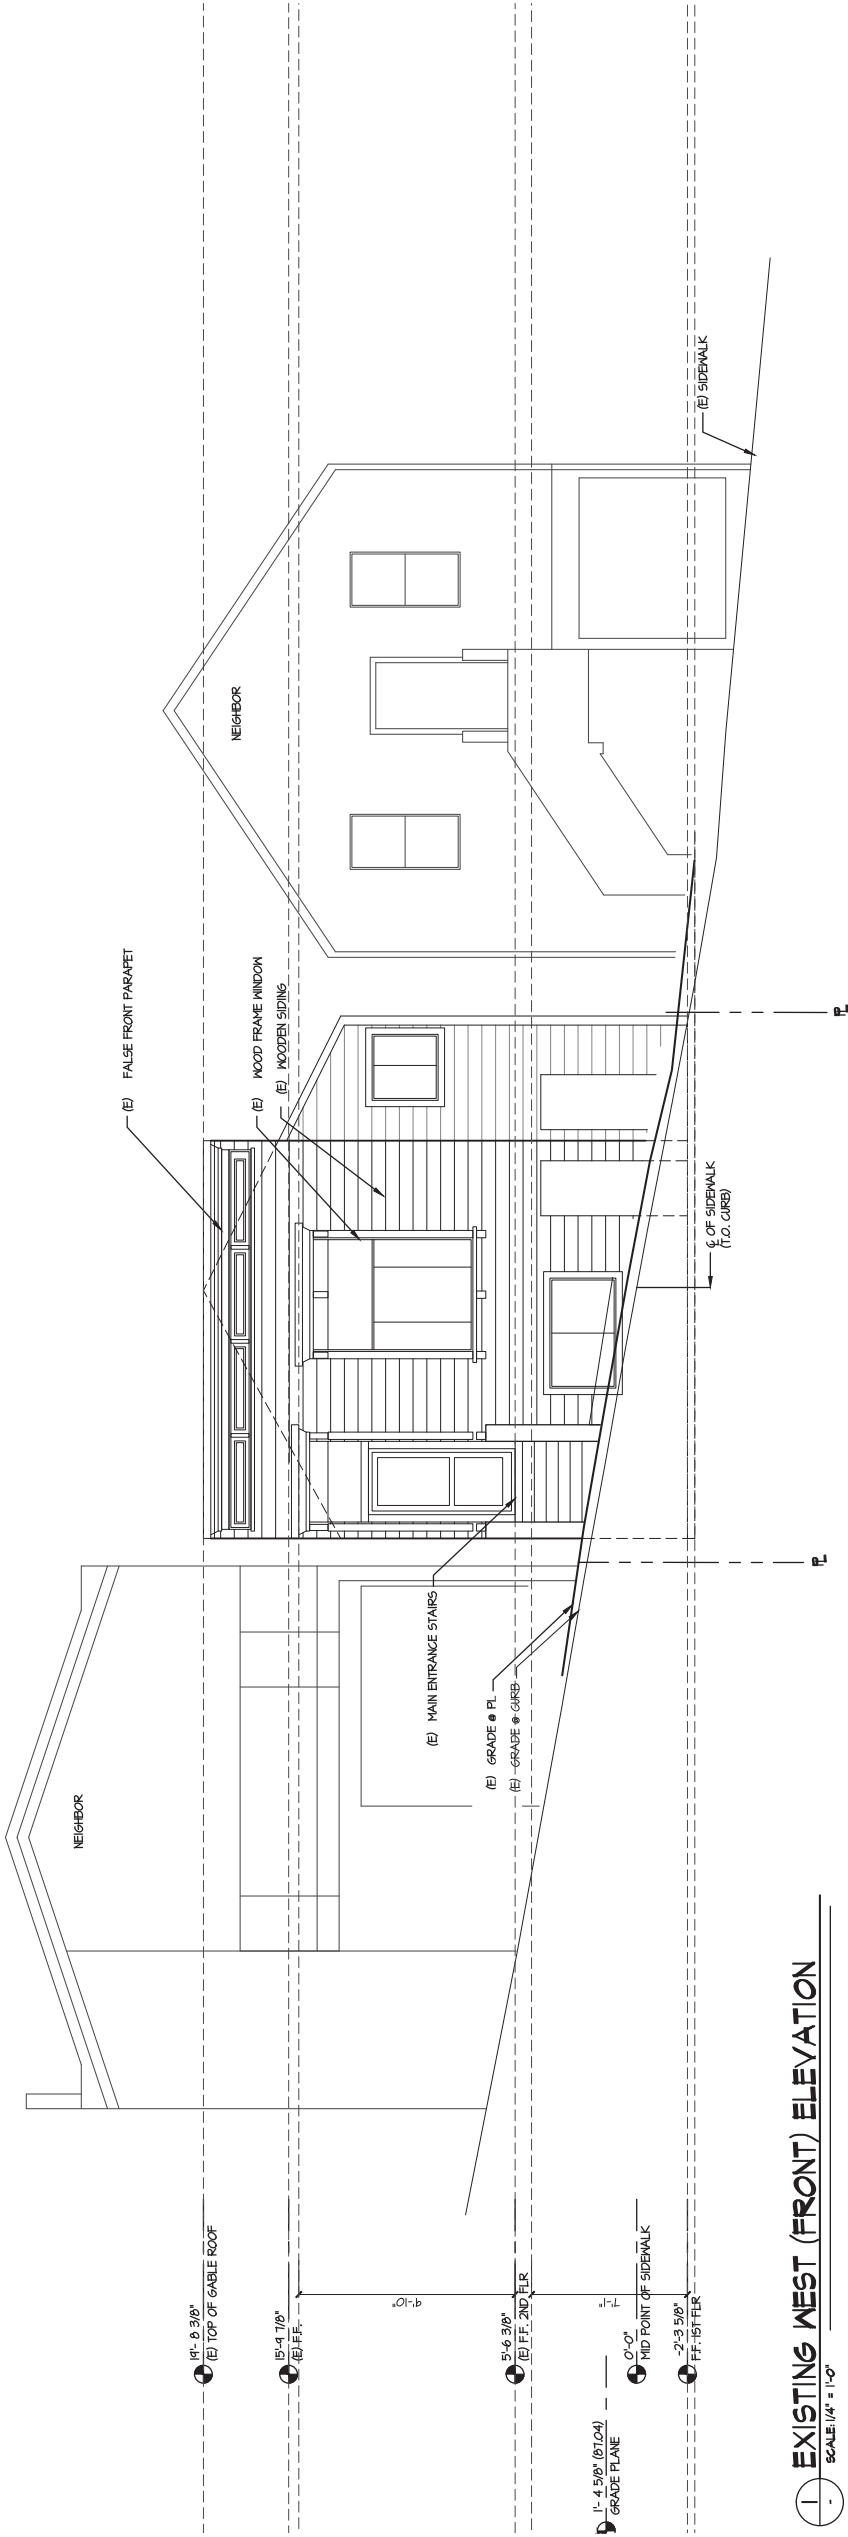 NEIGHBOR
(E) FALSE FRONT PARAPET
NEIGHBOR
(E) WOOD FRAME WINDOW
(E) WOODEN SIDING
(E) MAIN ENTRANCE STAIRS
(E) GRADE @ PL
(E) GRADE @ CURB
(E) SIDEWALK
℄ OF SIDEWALK
(T.O. CURB)
PL
PL
19'- 8 3/8"
(E) TOP OF GABLE ROOF
15'-4 7/8"
(E) F.F.
9'-10"
5'-6 3/8"
(E) F.F. 2ND FLR
7'-1"
0'-0"
MID POINT OF SIDEWALK
-2'-3 5/8"
F.F. 1ST FLR
1'- 4 5/8" (87.04)
GRADE PLANE
1
-
EXISTING WEST (FRONT) ELEVATION
SCALE: 1/4" = 1'-0"